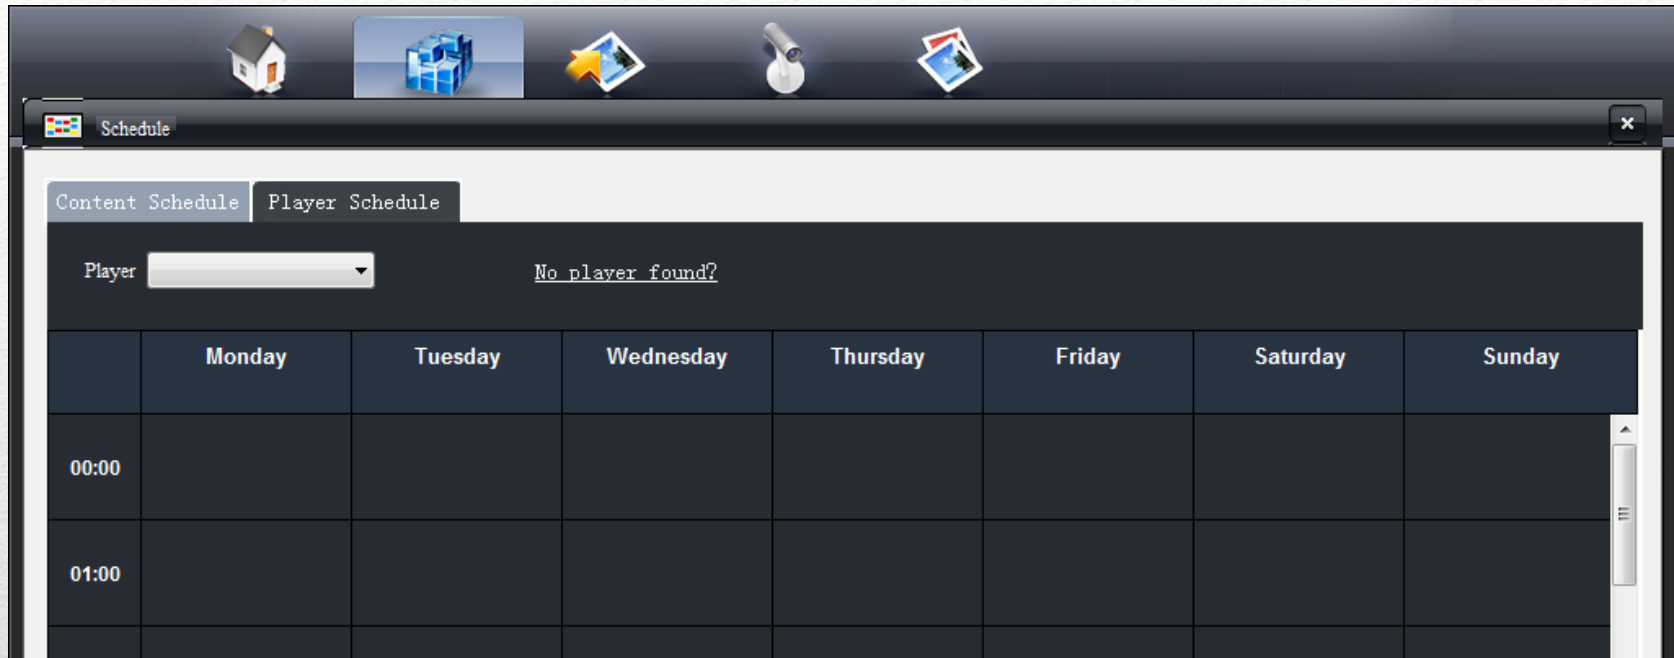 Schedule
Content Schedule Player Schedule
Player No player found?
Monday Tuesday Wednesday Thursday Friday Saturday Sunday
00:00
01:00